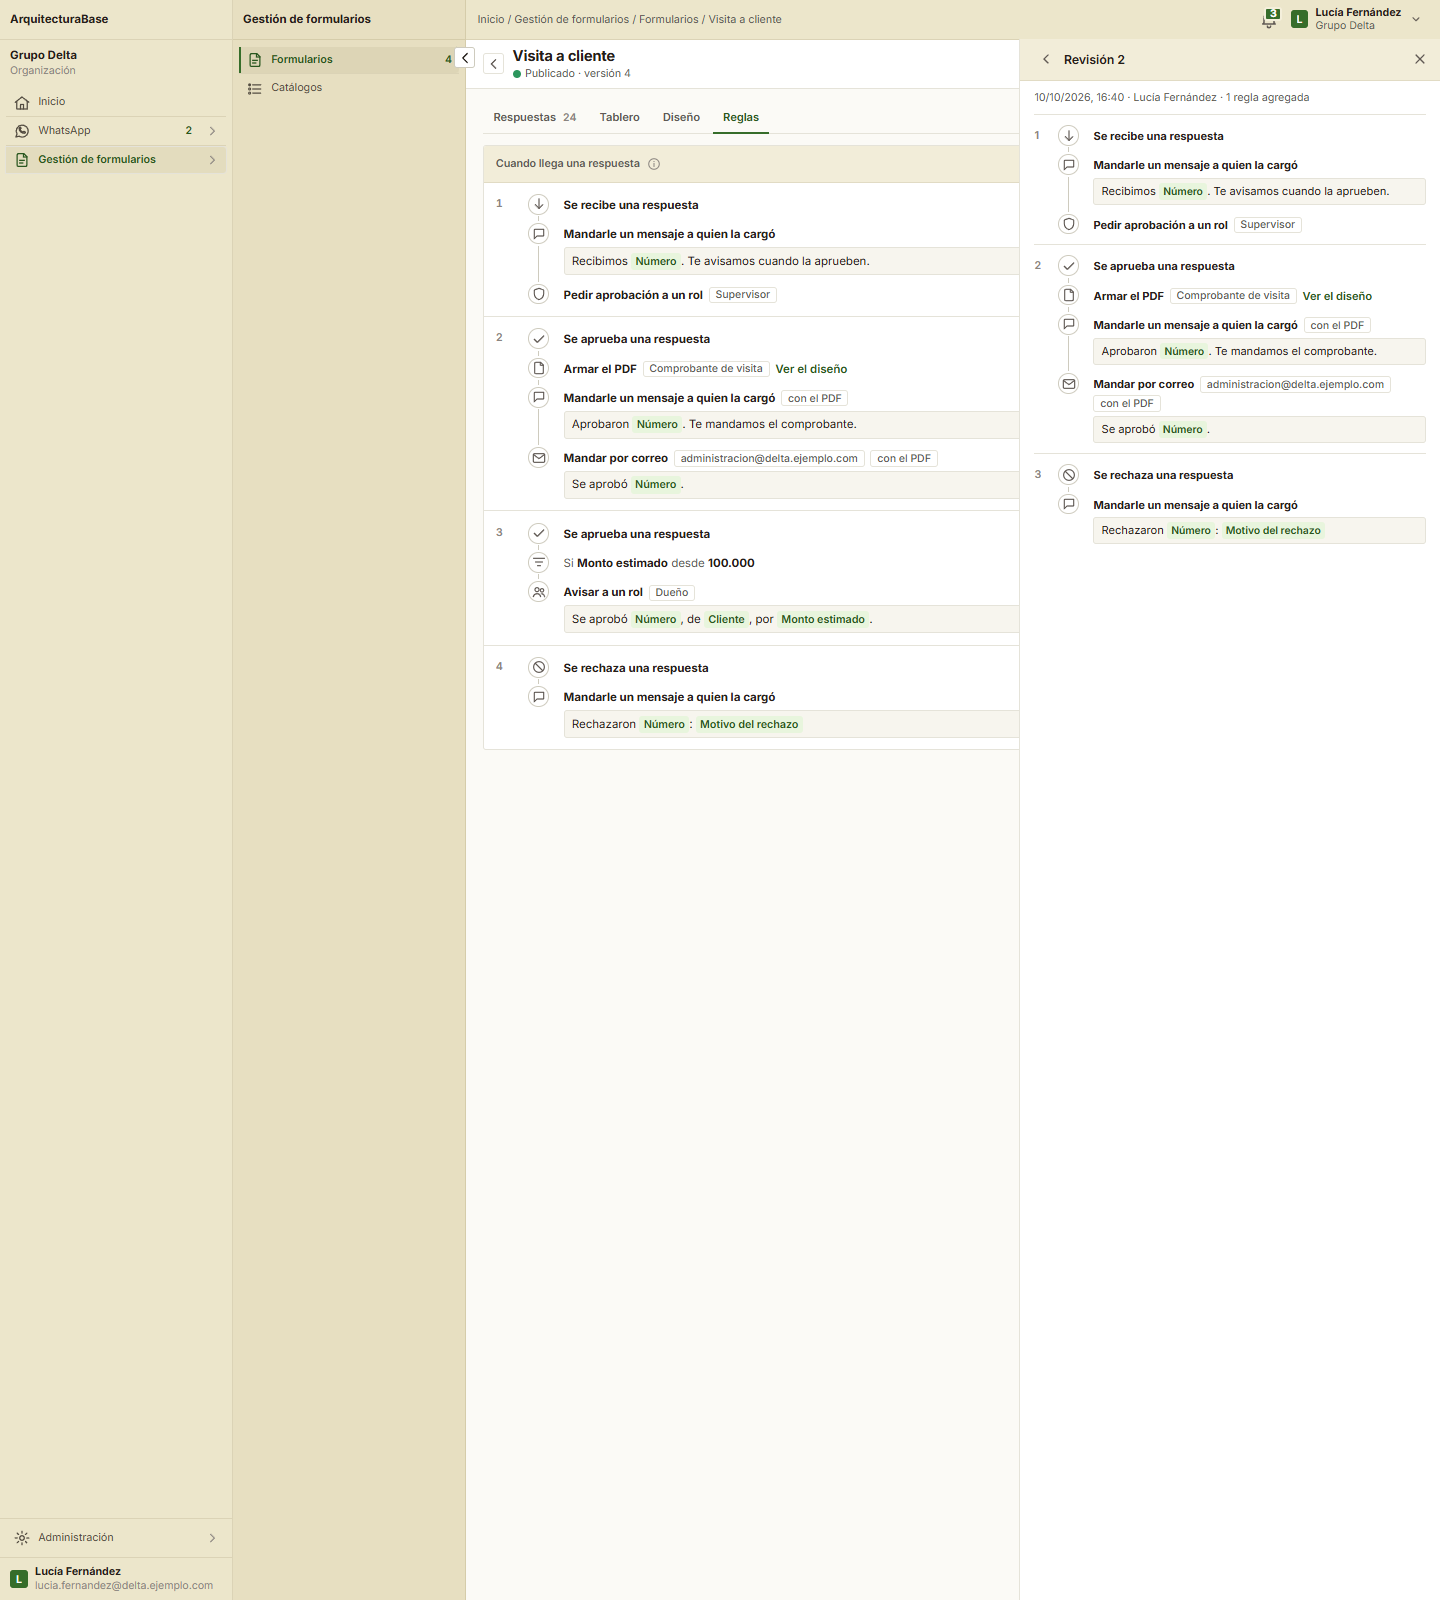 ArquitecturaBase
Grupo Delta
Organización
Inicio
WhatsApp 2
Gestión de formularios
Administración
L Lucía Fernández
lucia.fernandez@delta.ejemplo.com
Gestión de formularios
Formularios 4
Catálogos
Inicio / Gestión de formularios / Formularios / Visita a cliente
3
L Lucía Fernández
Grupo Delta
Visita a cliente
Publicado · versión 4
Respuestas 24 Tablero Diseño Reglas
Cuando llega una respuesta
1 Se recibe una respuesta
Mandarle un mensaje a quien la cargó
Recibimos Número. Te avisamos cuando la aprueben.
Pedir aprobación a un rol Supervisor
2 Se aprueba una respuesta
Armar el PDF Comprobante de visita Ver el diseño
Mandarle un mensaje a quien la cargó con el PDF
Aprobaron Número. Te mandamos el comprobante.
Mandar por correo administracion@delta.ejemplo.com con el PDF
Se aprobó Número.
3 Se aprueba una respuesta
Si Monto estimado desde 100.000
Avisar a un rol Dueño
Se aprobó Número, de Cliente, por Monto estimado.
4 Se rechaza una respuesta
Mandarle un mensaje a quien la cargó
Rechazaron Número: Motivo del rechazo
Revisión 2
10/10/2026, 16:40 · Lucía Fernández · 1 regla agregada
1 Se recibe una respuesta
Mandarle un mensaje a quien la cargó
Recibimos Número. Te avisamos cuando la aprueben.
Pedir aprobación a un rol Supervisor
2 Se aprueba una respuesta
Armar el PDF Comprobante de visita Ver el diseño
Mandarle un mensaje a quien la cargó con el PDF
Aprobaron Número. Te mandamos el comprobante.
Mandar por correo administracion@delta.ejemplo.com
con el PDF
Se aprobó Número.
3 Se rechaza una respuesta
Mandarle un mensaje a quien la cargó
Rechazaron Número: Motivo del rechazo